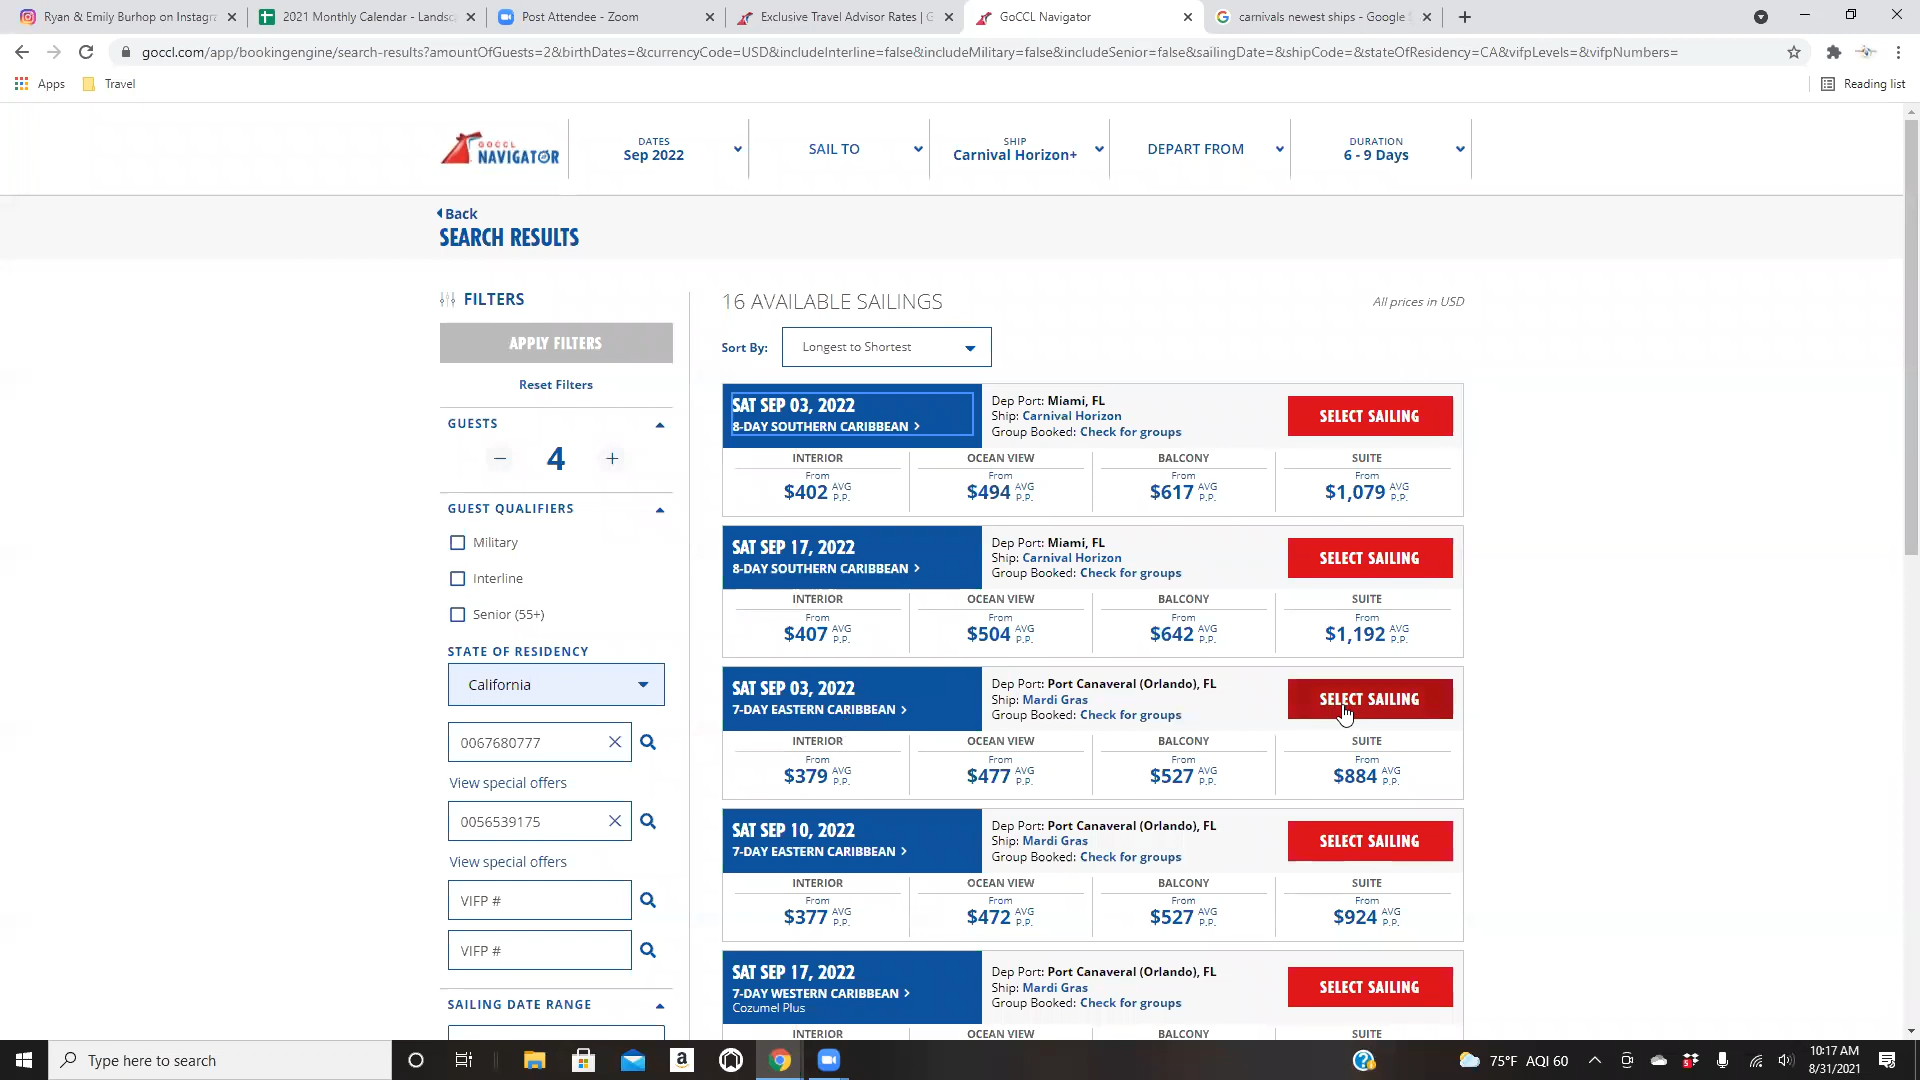 Ryan & Emily Burhop on Instagra
2021 Monthly Calendar - Landsc
Post Attendee - Zoom
Exclusive Travel Advisor Rates | G
GoCCL Navigator
carnivals newest ships - Google S
goccl.com/app/bookingengine/search-results?amountOfGuests=2&birthDates=&currencyCode=USD&includeInterline=false&includeMilitary=false&includeSenior=false&sailingDate=&shipCode=&stateOfResidency=CA&vifpLevels=&vifpNumbers=
Apps
Travel
Reading list
GOCCL
NAVIGATOR
DATES
Sep 2022
SAIL TO
SHIP
Carnival Horizon+
DEPART FROM
DURATION
6 - 9 Days
Back
SEARCH RESULTS
FILTERS
APPLY FILTERS
Reset Filters
GUESTS
− 4 +
GUEST QUALIFIERS
Military
Interline
Senior (55+)
STATE OF RESIDENCY
California
0067680777
View special offers
0056539175
View special offers
VIFP #
VIFP #
SAILING DATE RANGE
16 AVAILABLE SAILINGS
All prices in USD
Sort By: Longest to Shortest
SAT SEP 03, 2022
8-DAY SOUTHERN CARIBBEAN >
Dep Port: Miami, FL
Ship: Carnival Horizon
Group Booked: Check for groups
SELECT SAILING
INTERIOR OCEAN VIEW BALCONY SUITE
From From From From
$402 AVG P.P. $494 AVG P.P. $617 AVG P.P. $1,079 AVG P.P.
SAT SEP 17, 2022
8-DAY SOUTHERN CARIBBEAN >
Dep Port: Miami, FL
Ship: Carnival Horizon
Group Booked: Check for groups
SELECT SAILING
INTERIOR OCEAN VIEW BALCONY SUITE
From From From From
$407 AVG P.P. $504 AVG P.P. $642 AVG P.P. $1,192 AVG P.P.
SAT SEP 03, 2022
7-DAY EASTERN CARIBBEAN >
Dep Port: Port Canaveral (Orlando), FL
Ship: Mardi Gras
Group Booked: Check for groups
SELECT SAILING
INTERIOR OCEAN VIEW BALCONY SUITE
From From From From
$379 AVG P.P. $477 AVG P.P. $527 AVG P.P. $884 AVG P.P.
SAT SEP 10, 2022
7-DAY EASTERN CARIBBEAN >
Dep Port: Port Canaveral (Orlando), FL
Ship: Mardi Gras
Group Booked: Check for groups
SELECT SAILING
INTERIOR OCEAN VIEW BALCONY SUITE
From From From From
$377 AVG P.P. $472 AVG P.P. $527 AVG P.P. $924 AVG P.P.
SAT SEP 17, 2022
7-DAY WESTERN CARIBBEAN >
Cozumel Plus
Dep Port: Port Canaveral (Orlando), FL
Ship: Mardi Gras
Group Booked: Check for groups
SELECT SAILING
INTERIOR OCEAN VIEW BALCONY SUITE
Type here to search
75°F AQI 60
10:17 AM
8/31/2021